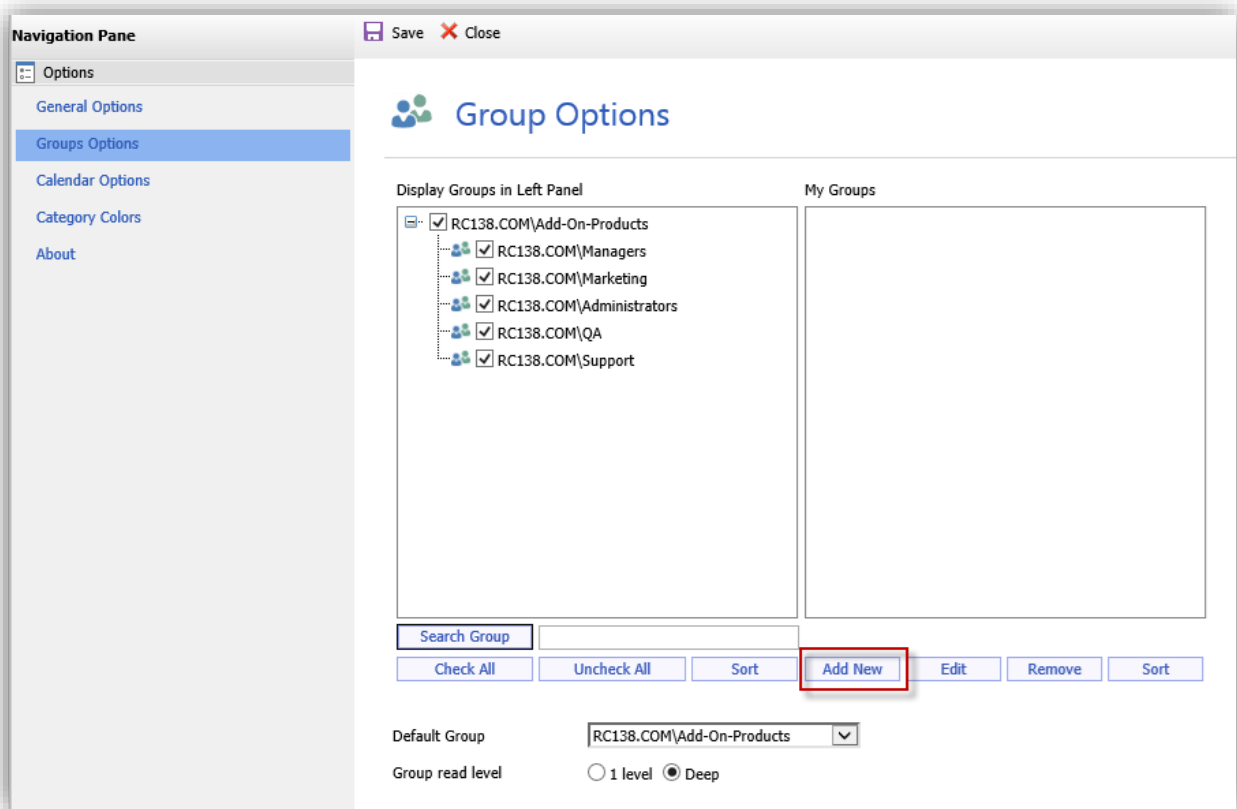 Navigation Pane
Save Close
Options
General Options
Groups Options
Calendar Options
Category Colors
About
Group Options
Display Groups in Left Panel
My Groups
RC138.COM\Add-On-Products
RC138.COM\Managers
RC138.COM\Marketing
RC138.COM\Administrators
RC138.COM\QA
RC138.COM\Support
Search Group
Check All Uncheck All Sort Add New Edit Remove Sort
Default Group RC138.COM\Add-On-Products
Group read level 1 level Deep